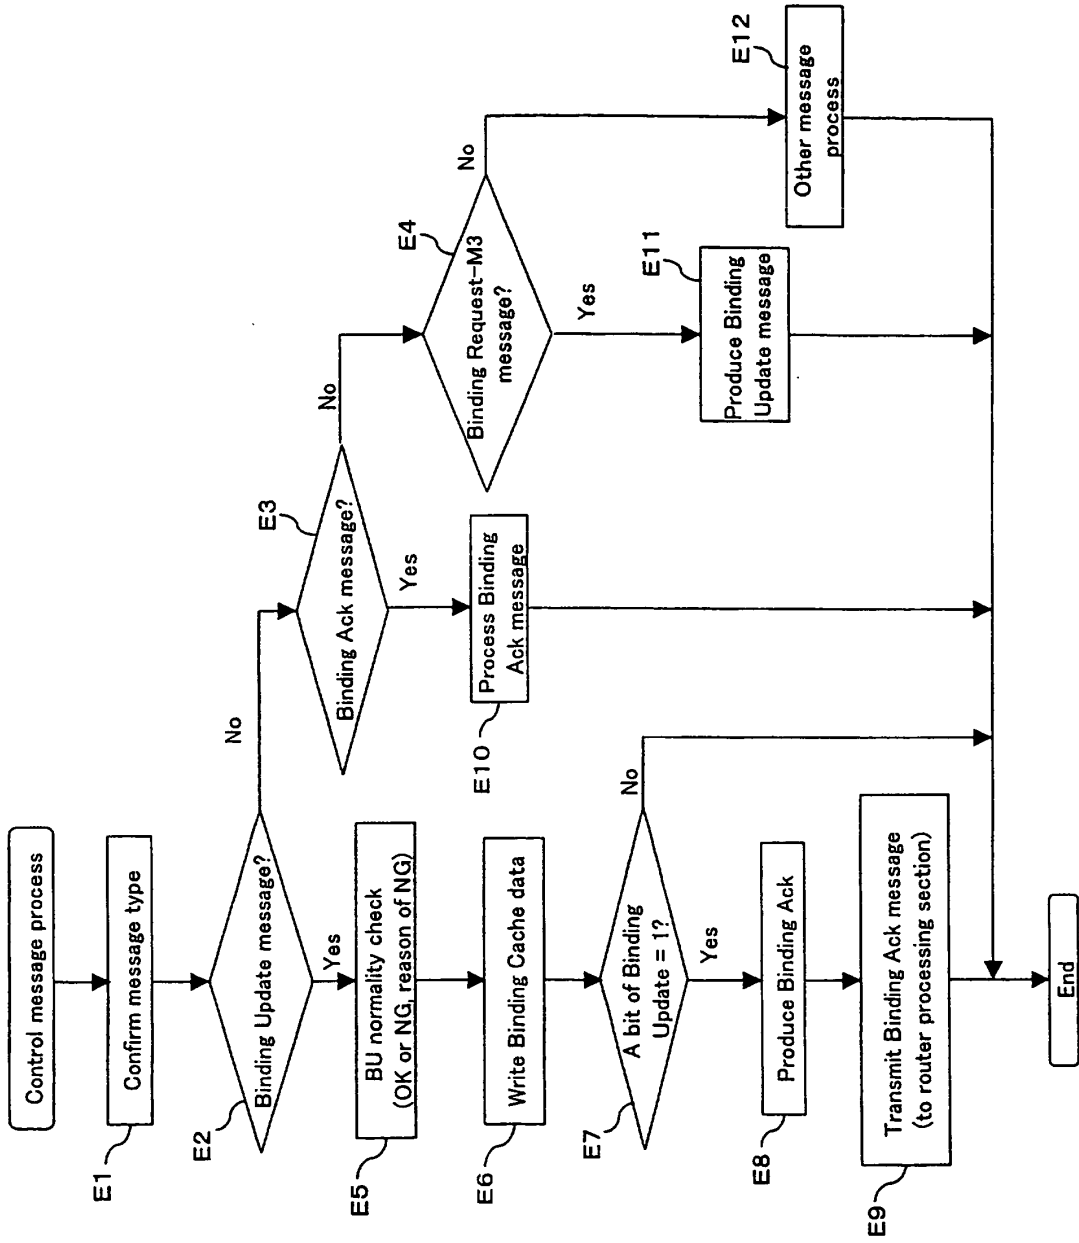 Control message process
E1
Confirm message type
E2
Binding Update message?
No
Yes
E3
Binding Ack message?
No
Yes
E4
Binding Request-M3
message?
No
Yes
E5
BU normality check
(OK or NG, reason of NG)
E10
Process Binding
Ack message
E11
Produce Binding
Update message
E12
Other message
process
E6
Write Binding Cache data
E7
A bit of Binding
Update = 1?
No
Yes
E8
Produce Binding Ack
E9
Transmit Binding Ack message
(to router processing section)
End